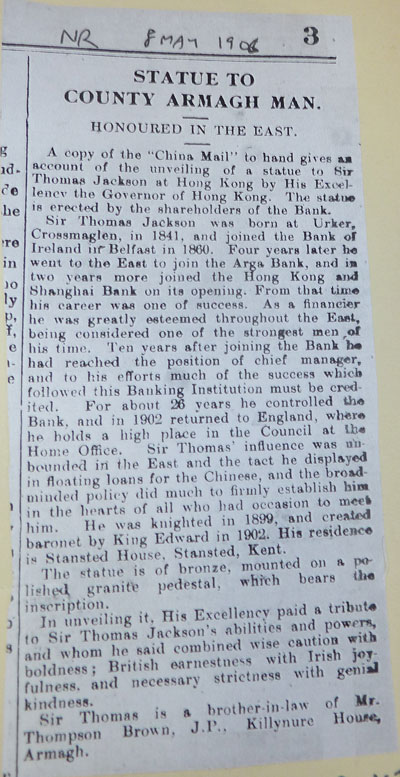 NR 8 MAY 1906 3
STATUE TO
COUNTY ARMAGH MAN.
HONOURED IN THE EAST.
A copy of the "China Mail" to hand gives an
account of the unveiling of a statue to Sir
Thomas Jackson at Hong Kong by His Excel-
lency the Governor of Hong Kong. The statue
is erected by the shareholders of the Bank.
Sir Thomas Jackson was born at Urker,
Crossmaglen, in 1841, and joined the Bank of
Ireland in Belfast in 1860. Four years later he
went to the East to join the Arga Bank, and in
two years more joined the Hong Kong and
Shanghai Bank on its opening. From that time
his career was one of success. As a financier
he was greatly esteemed throughout the East,
being considered one of the strongest men of
his time. Ten years after joining the Bank he
had reached the position of chief manager,
and to his efforts much of the success which
followed this Banking Institution must be cred-
ited. For about 26 years he controlled the
Bank, and in 1902 returned to England, where
he holds a high place in the Council at the
Home Office. Sir Thomas' influence was un-
bounded in the East and the tact he displayed
in floating loans for the Chinese, and the broad-
minded policy did much to firmly establish him
in the hearts of all who had occasion to meet
him. He was knighted in 1899, and created
baronet by King Edward in 1902. His residence
is Stansted House, Stansted, Kent.
The statue is of bronze, mounted on a po-
lished granite pedestal, which bears the
inscription.
In unveiling it, His Excellency paid a tribute
to Sir Thomas Jackson's abilities and powers,
and whom he said combined wise caution with
boldness; British earnestness with Irish joy-
fulness, and necessary strictness with genial
kindness.
Sir Thomas is a brother-in-law of Mr.
Thompson Brown, J.P., Killynure House,
Armagh.